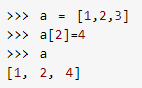 >>> a = [1,2,3]
>>> a[2]=4
>>> a
[1, 2, 4]